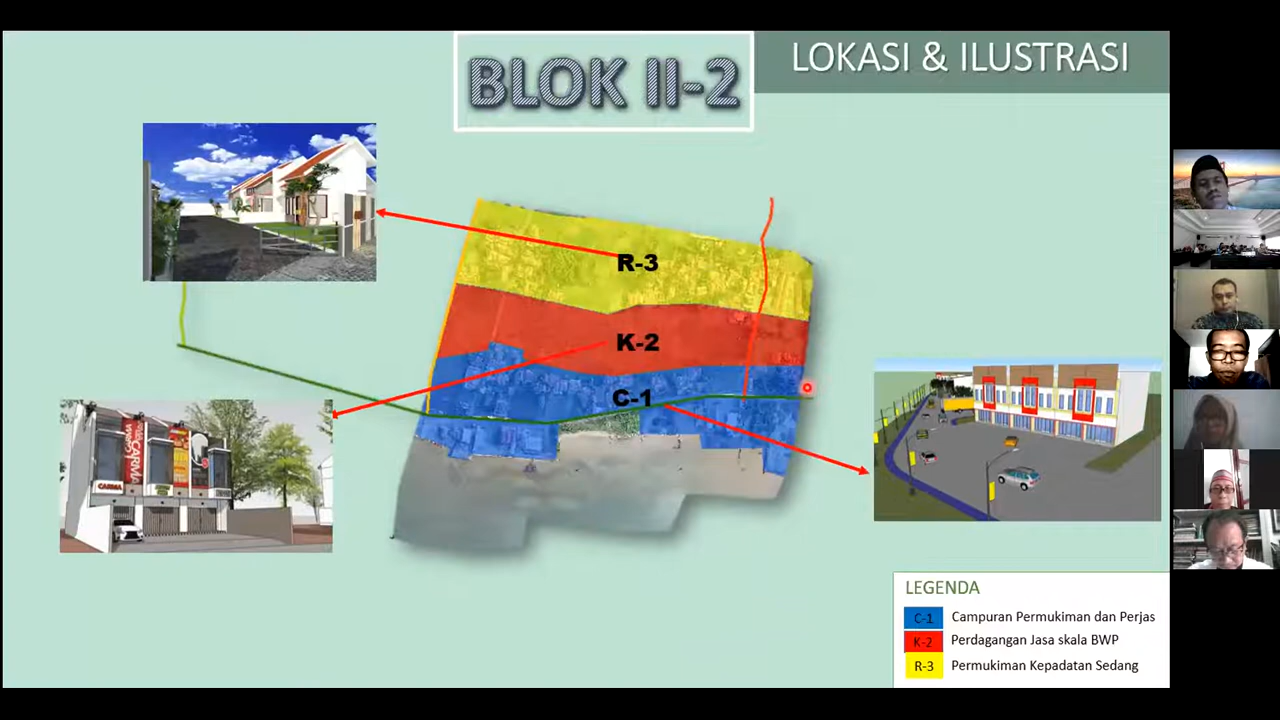 BLOK II-2
LOKASI & ILUSTRASI
R-3
K-2
C-1
CARMA
CARMA
LEGENDA
C-1 Campuran Permukiman dan Perjas
K-2 Perdagangan Jasa skala BWP
R-3 Permukiman Kepadatan Sedang